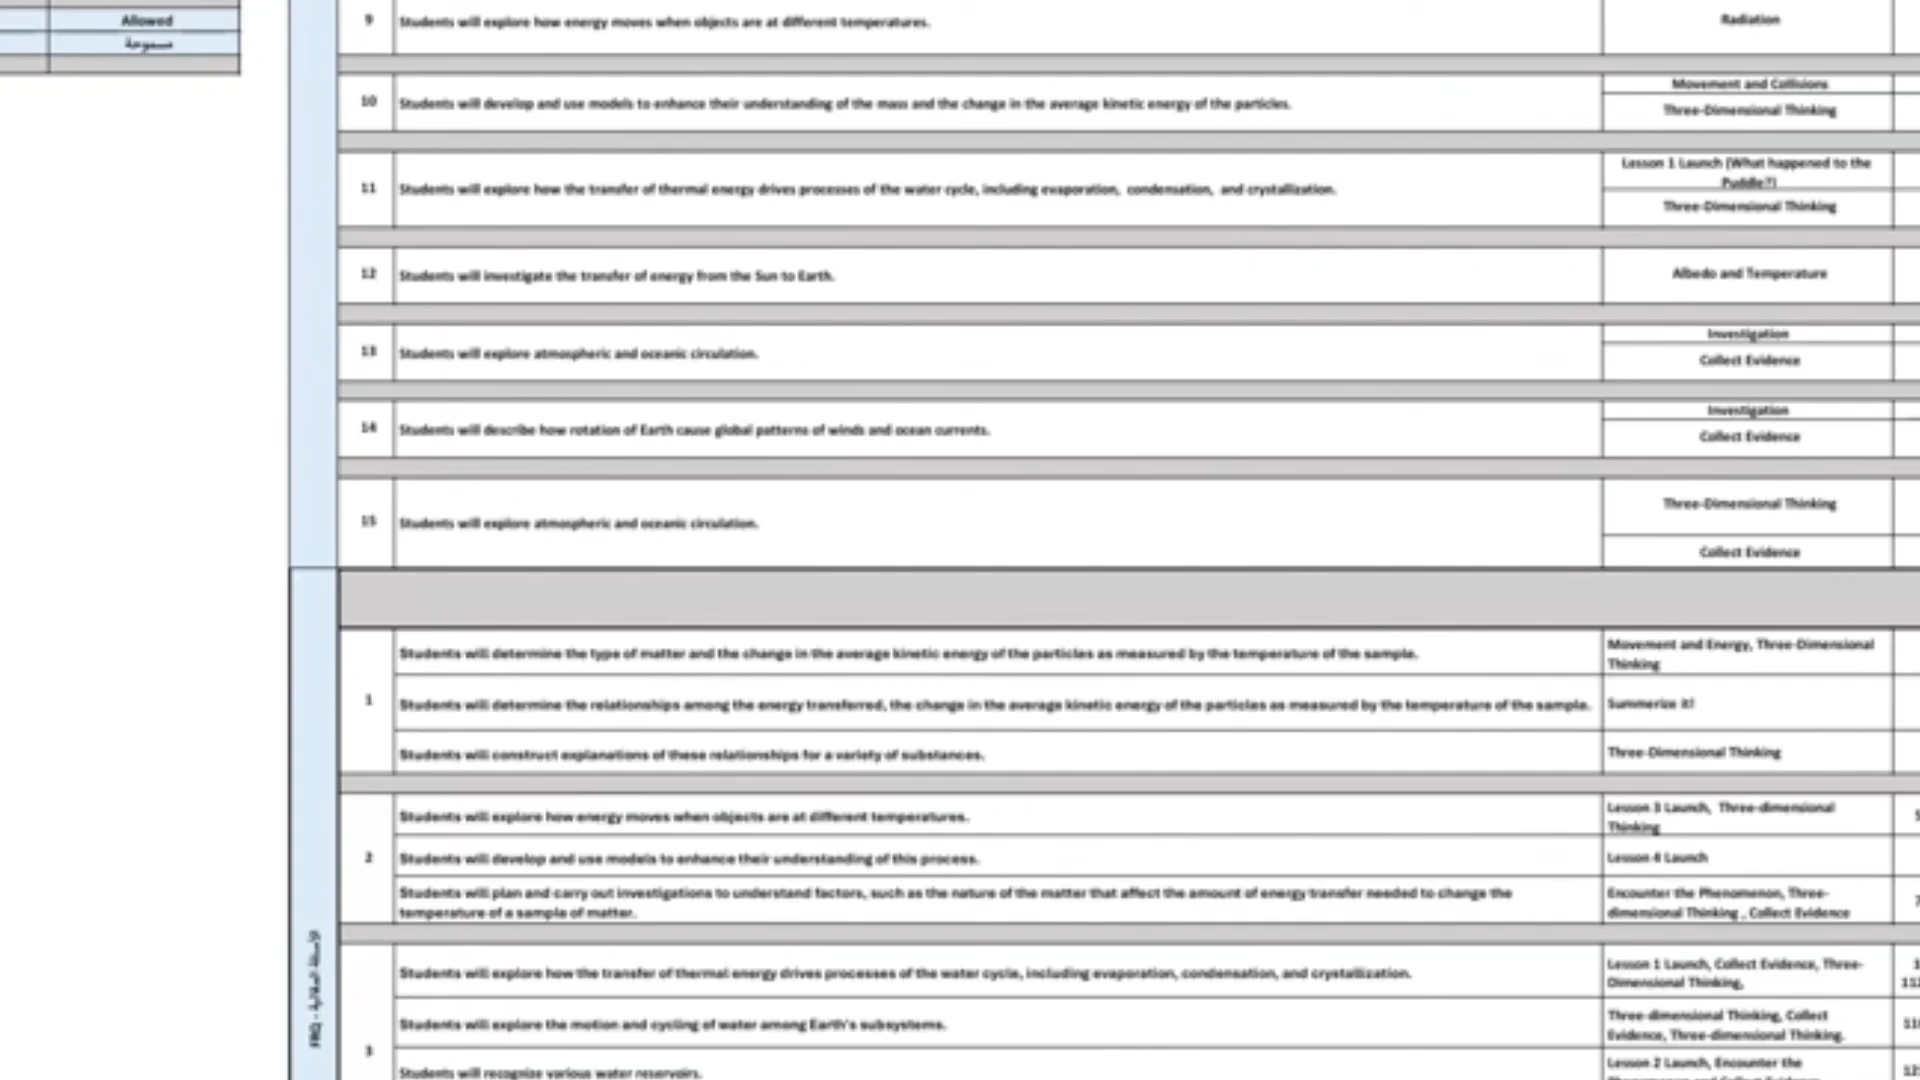 Allowed
مسموحة
9
Students will explore how energy moves when objects are at different temperatures.
Radiation
10
Students will develop and use models to enhance their understanding of the mass and the change in the average kinetic energy of the particles.
Movement and Collisions
Three-Dimensional Thinking
11
Students will explore how the transfer of thermal energy drives processes of the water cycle, including evaporation, condensation, and crystallization.
Lesson 1 Launch (What happened to the
Puddle?)
Three-Dimensional Thinking
12
Students will investigate the transfer of energy from the Sun to Earth.
Albedo and Temperature
13
Students will explore atmospheric and oceanic circulation.
Investigation
Collect Evidence
14
Students will describe how rotation of Earth cause global patterns of winds and ocean currents.
Investigation
Collect Evidence
15
Students will explore atmospheric and oceanic circulation.
Three-Dimensional Thinking
Collect Evidence
FRQ - الأسئلة المقالية
1
Students will determine the type of matter and the change in the average kinetic energy of the particles as measured by the temperature of the sample.
Movement and Energy, Three-Dimensional
Thinking
Students will determine the relationships among the energy transferred, the change in the average kinetic energy of the particles as measured by the temperature of the sample.
Summerize it!
Students will construct explanations of these relationships for a variety of substances.
Three-Dimensional Thinking
2
Students will explore how energy moves when objects are at different temperatures.
Lesson 3 Launch, Three-dimensional
Thinking
Students will develop and use models to enhance their understanding of this process.
Lesson 4 Launch
Students will plan and carry out investigations to understand factors, such as the nature of the matter that affect the amount of energy transfer needed to change the
temperature of a sample of matter.
Encounter the Phenomenon, Three-
dimensional Thinking , Collect Evidence
3
Students will explore how the transfer of thermal energy drives processes of the water cycle, including evaporation, condensation, and crystallization.
Lesson 1 Launch, Collect Evidence, Three-
Dimensional Thinking,
Students will explore the motion and cycling of water among Earth's subsystems.
Three-dimensional Thinking, Collect
Evidence, Three-dimensional Thinking.
Students will recognize various water reservoirs.
Lesson 2 Launch, Encounter the